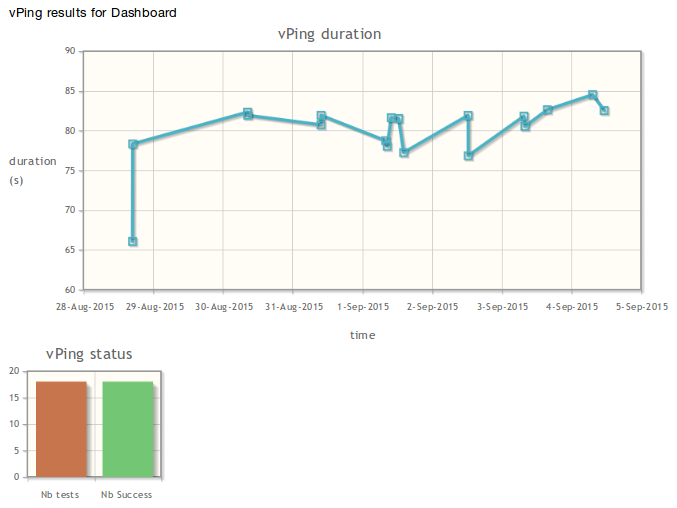 vPing results for Dashboard
vPing duration
90
85
80
75
70
65
60
duration
(s)
28-Aug-2015 29-Aug-2015 30-Aug-2015 31-Aug-2015 1-Sep-2015 2-Sep-2015 3-Sep-2015 4-Sep-2015 5-Sep-2015
time
vPing status
20
15
10
5
0
Nb tests Nb Success